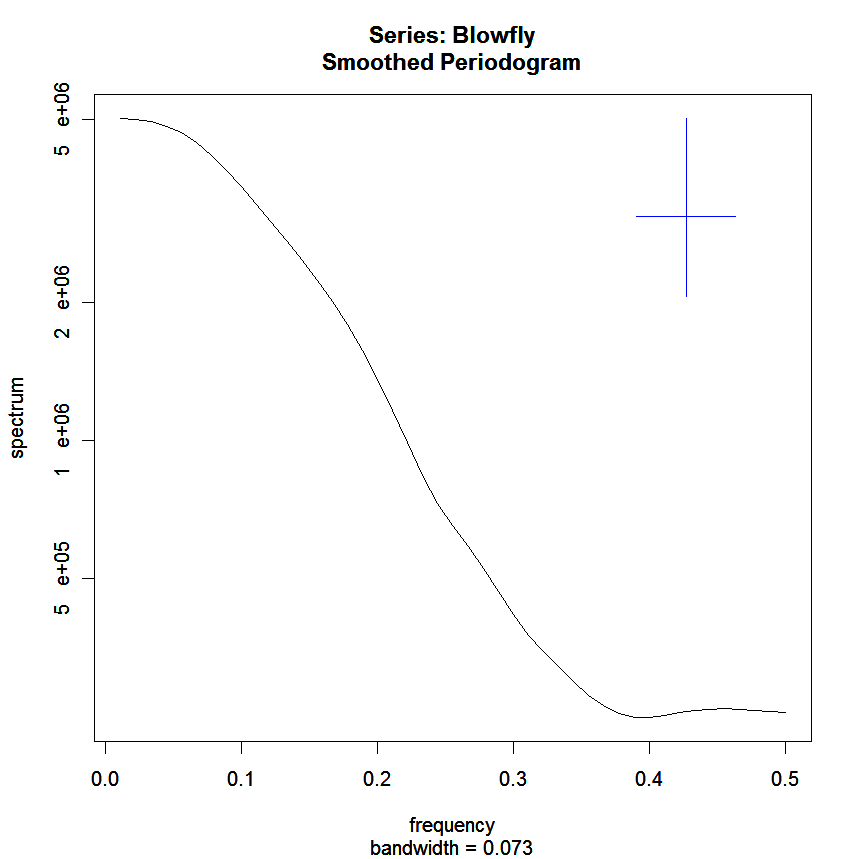 Series: Blowfly
Smoothed Periodogram
spectrum
5 e+06
2 e+06
1 e+06
5 e+05
0.0 0.1 0.2 0.3 0.4 0.5
frequency
bandwidth = 0.073